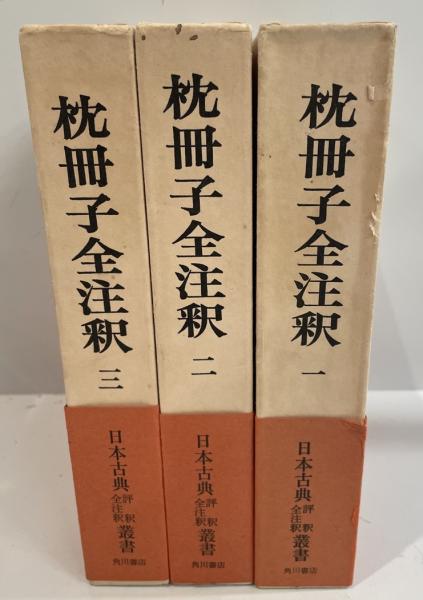 枕冊子全注釈 一
日本古典評釈全注釈叢書
角川書店
枕冊子全注釈 二
日本古典評釈全注釈叢書
角川書店
枕冊子全注釈 三
日本古典評釈全注釈叢書
角川書店